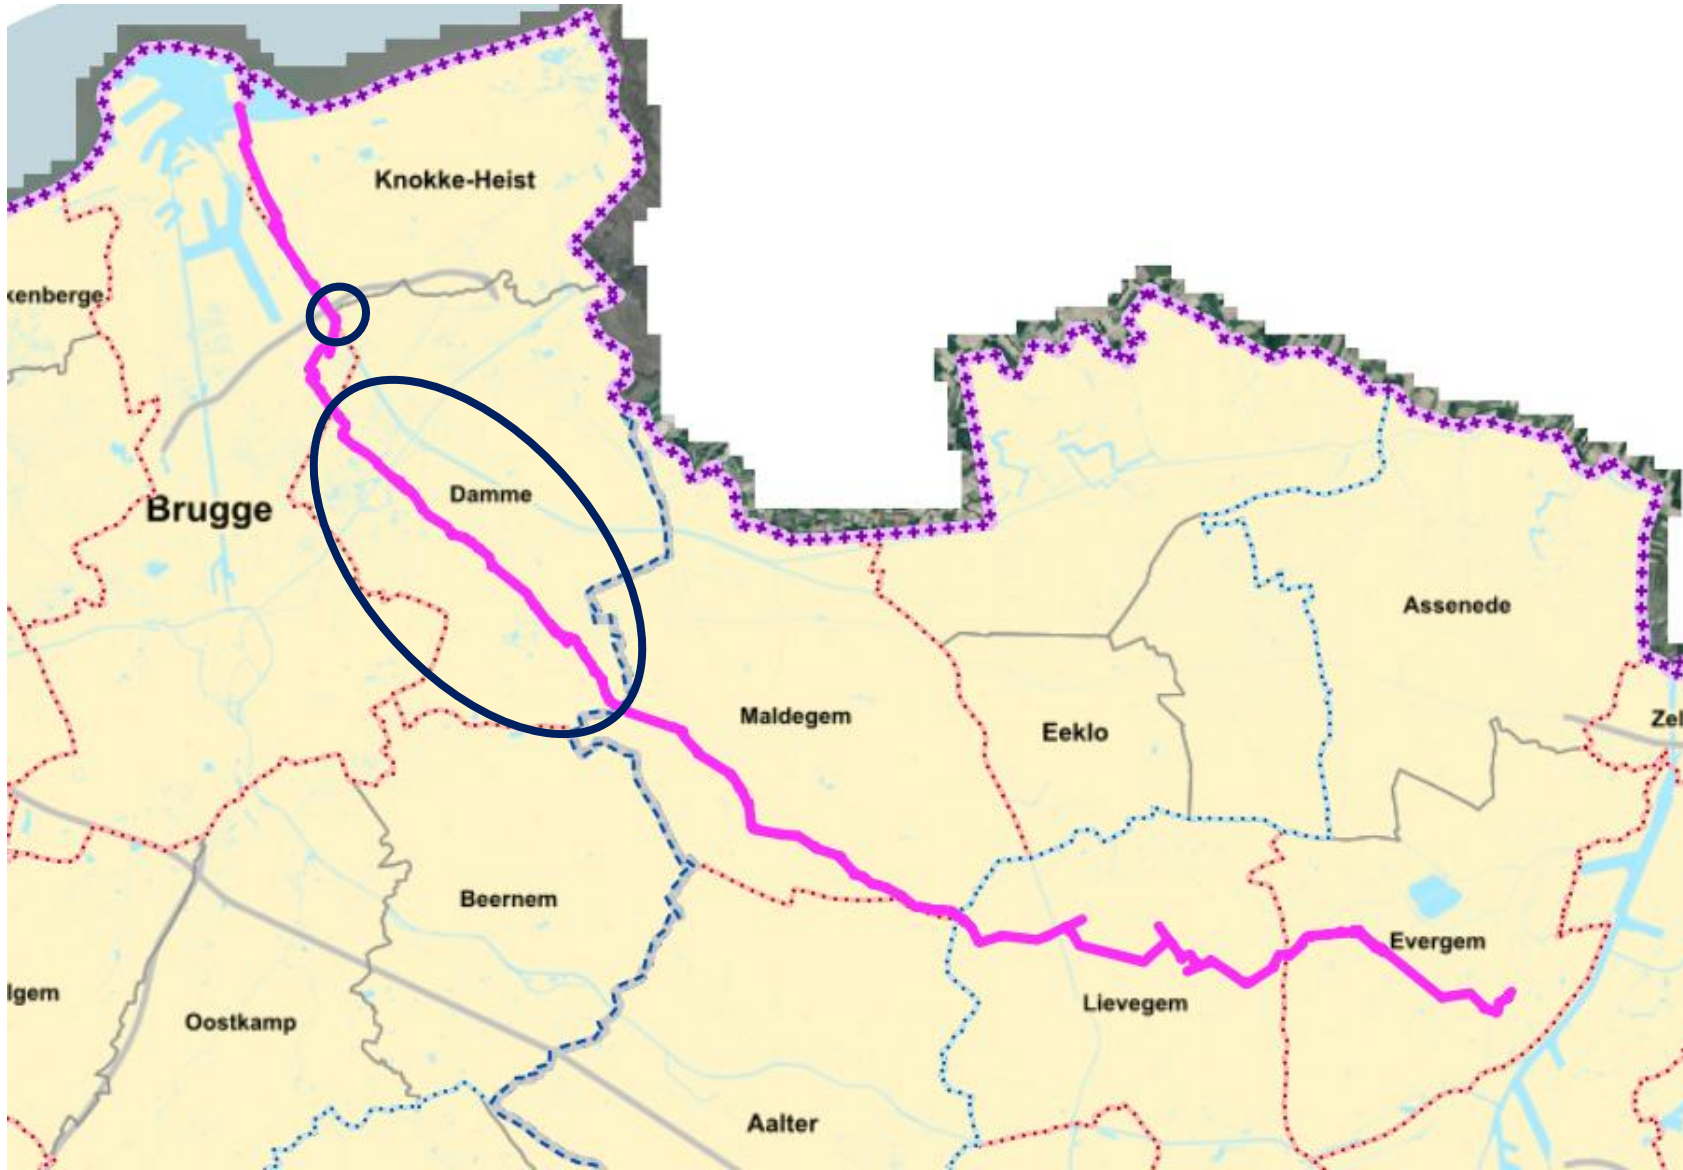 Knokke-Heist
kenberge
Damme
Brugge
Assenede
Maldegem
Zel
Eeklo
Beernem
Evergem
lgem
Lievegem
Oostkamp
Aalter